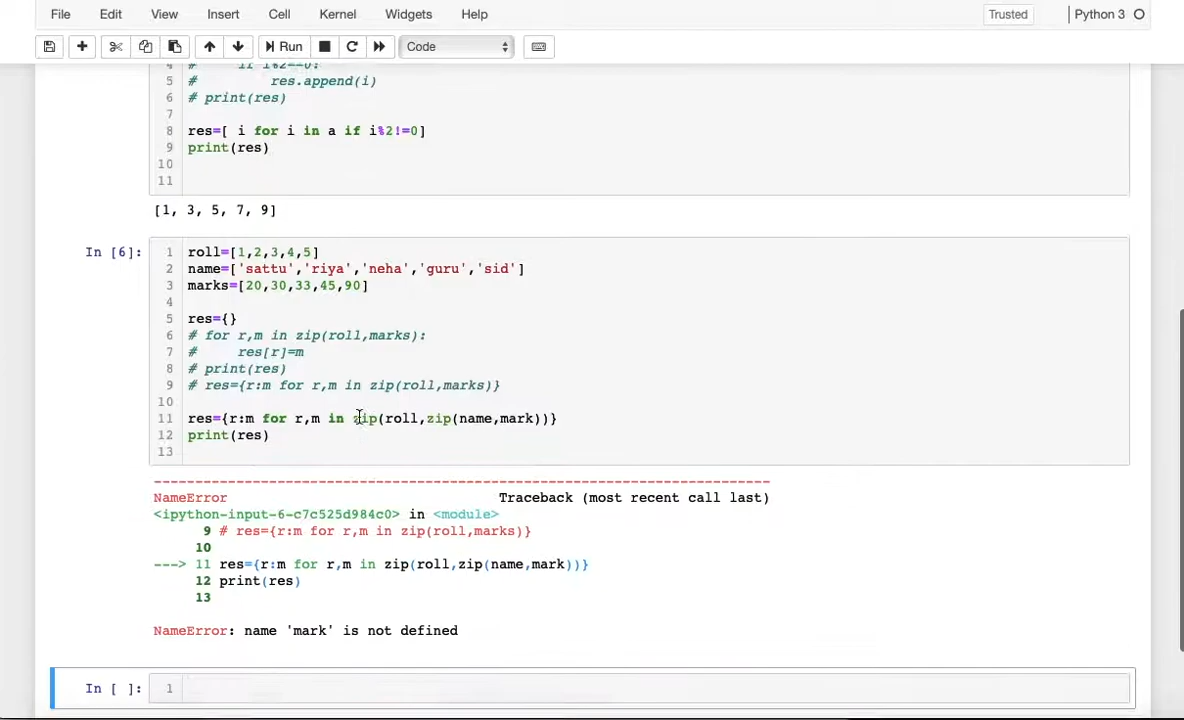 File Edit View Insert Cell Kernel Widgets Help Trusted Python 3
Run Code
4 # if i%2==0:
5 # res.append(i)
6 # print(res)
7
8 res=[ i for i in a if i%2!=0]
9 print(res)
10
11
[1, 3, 5, 7, 9]
In [6]: 1 roll=[1,2,3,4,5]
2 name=['sattu','riya','neha','guru','sid']
3 marks=[20,30,33,45,90]
4
5 res={}
6 # for r,m in zip(roll,marks):
7 # res[r]=m
8 # print(res)
9 # res={r:m for r,m in zip(roll,marks)}
10
11 res={r:m for r,m in zip(roll,zip(name,mark))}
12 print(res)
13
---------------------------------------------------------------------------
NameError Traceback (most recent call last)
<ipython-input-6-c7c525d984c0> in <module>
9 # res={r:m for r,m in zip(roll,marks)}
10
---> 11 res={r:m for r,m in zip(roll,zip(name,mark))}
12 print(res)
13
NameError: name 'mark' is not defined
In [ ]: 1